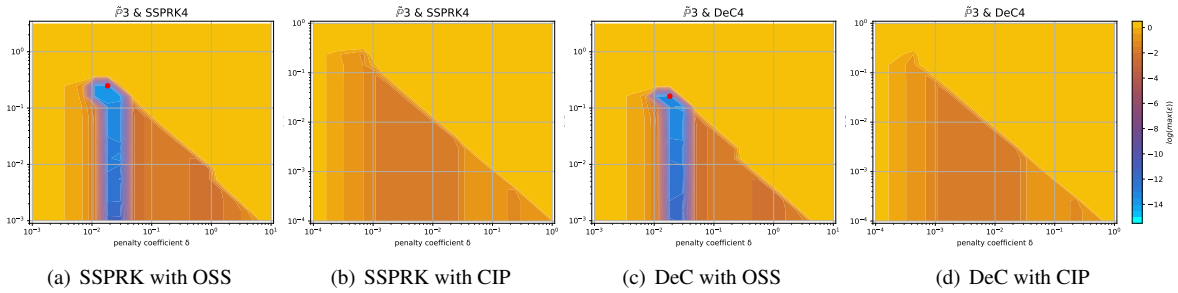 ℙ̃3 & SSPRK4
ℙ̃3 & SSPRK4
ℙ̃3 & DeC4
ℙ̃3 & DeC4
10⁰
10⁻¹
10⁻²
10⁻³
10⁻³ 10⁻² 10⁻¹ 10⁰ 10¹
penalty coefficient δ
10⁰
10⁻¹
10⁻²
10⁻³
10⁻⁴
10⁻⁴ 10⁻³ 10⁻² 10⁻¹ 10⁰
penalty coefficient δ
10⁰
10⁻¹
10⁻²
10⁻³
10⁻³ 10⁻² 10⁻¹ 10⁰ 10¹
penalty coefficient δ
10⁰
10⁻¹
10⁻²
10⁻³
10⁻⁴
10⁻⁴ 10⁻³ 10⁻² 10⁻¹ 10⁰
penalty coefficient δ
0
−2
−4
−6
−8
−10
−12
−14
log(max(ε))
(a) SSPRK with OSS
(b) SSPRK with CIP
(c) DeC with OSS
(d) DeC with CIP